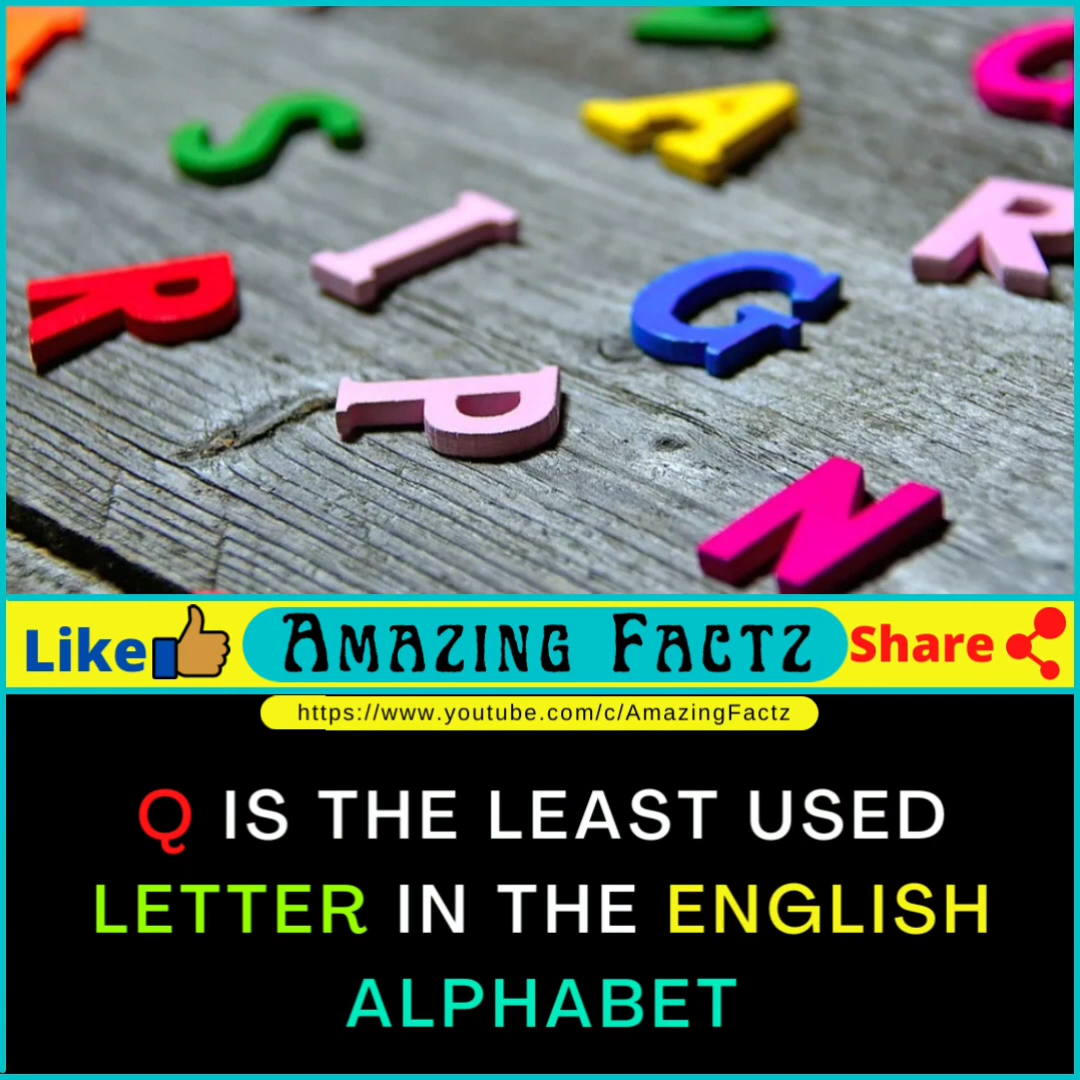 S
A
I
R
R
G
P
N
Like AMAZING FACTZ Share
https://www.youtube.com/c/AmazingFactz
Q IS THE LEAST USED
LETTER IN THE ENGLISH
ALPHABET